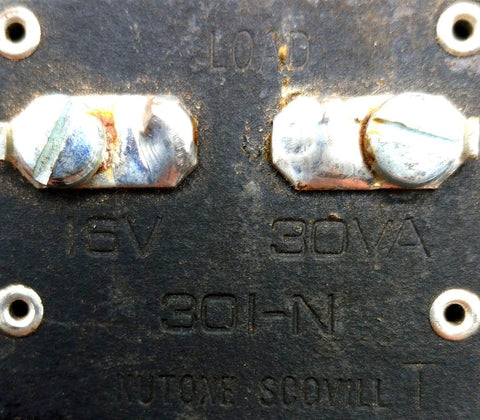 LOAD
16V 30VA
301-N
NUTONE SCOVILL T